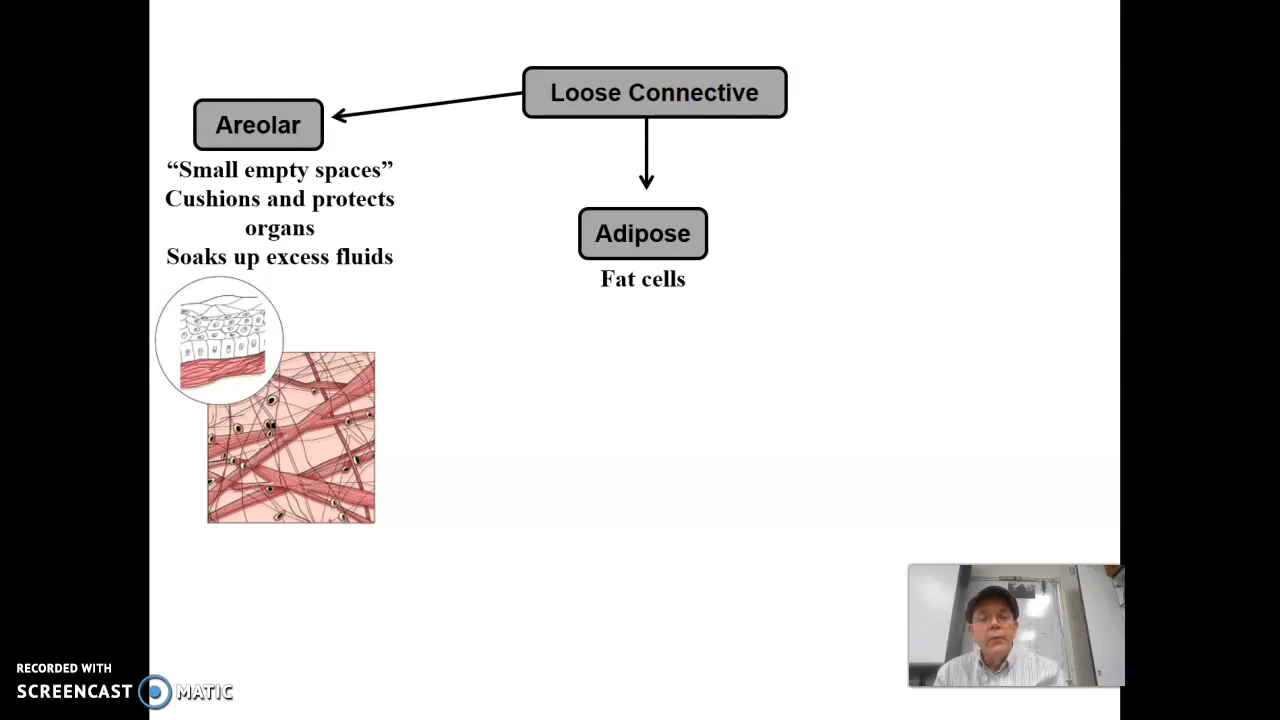 Loose Connective
Areolar
“Small empty spaces”
Cushions and protects
organs
Soaks up excess fluids
Adipose
Fat cells
RECORDED WITH
SCREENCAST MATIC